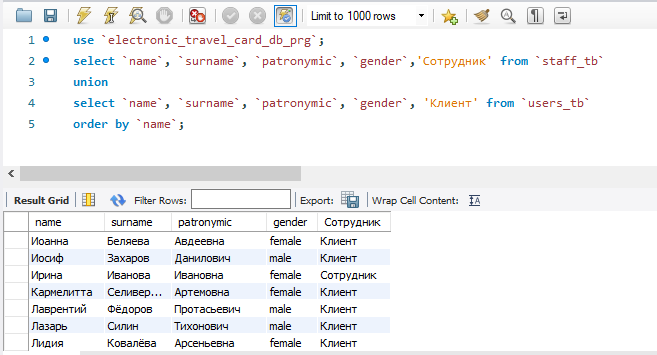 Limit to 1000 rows
1 use `electronic_travel_card_db_prg`;
2 select `name`, `surname`, `patronymic`, `gender`,'Сотрудник' from `staff_tb`
3 union
4 select `name`, `surname`, `patronymic`, `gender`, 'Клиент' from `users_tb`
5 order by `name`;
Result Grid Filter Rows: Export: Wrap Cell Content:
name surname patronymic gender Сотрудник
Иоанна Беляева Авдеевна female Клиент
Иосиф Захаров Данилович male Клиент
Ирина Иванова Ивановна female Сотрудник
Кармелитта Селивер... Артемовна female Клиент
Лаврентий Фёдоров Протасьевич male Клиент
Лазарь Силин Тихонович male Клиент
Лидия Ковалёва Арсеньевна female Клиент